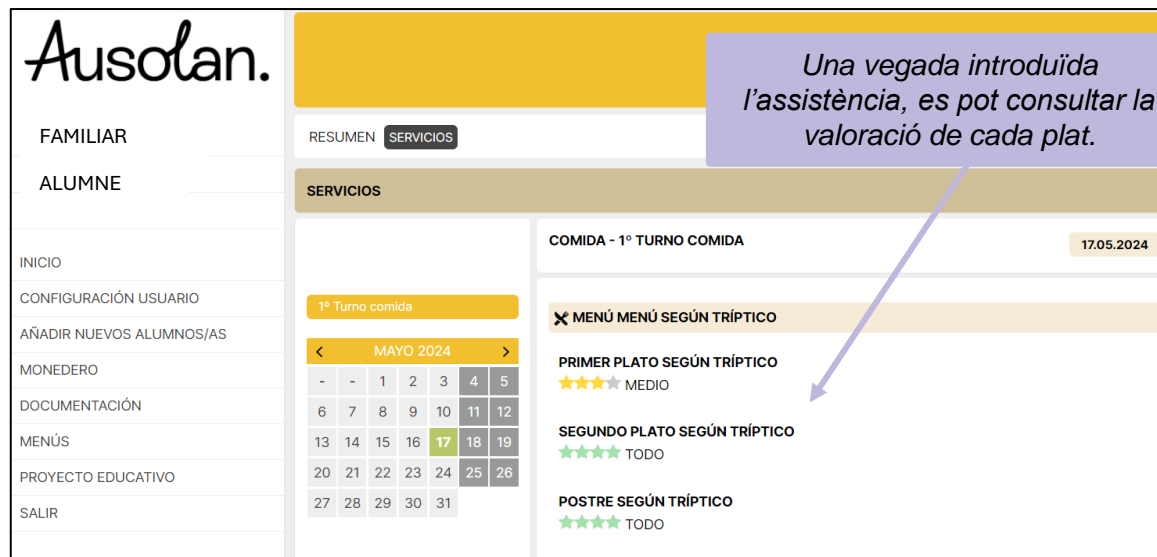 Ausolan.
FAMILIAR
ALUMNE
INICIO
CONFIGURACIÓN USUARIO
AÑADIR NUEVOS ALUMNOS/AS
MONEDERO
DOCUMENTACIÓN
MENÚS
PROYECTO EDUCATIVO
SALIR
Una vegada introduïda
l’assistència, es pot consultar la
valoració de cada plat.
RESUMEN SERVICIOS
SERVICIOS
1º Turno comida
< MAYO 2024 >
- - 1 2 3 4 5
6 7 8 9 10 11 12
13 14 15 16 17 18 19
20 21 22 23 24 25 26
27 28 29 30 31
COMIDA - 1º TURNO COMIDA
17.05.2024
MENÚ MENÚ SEGÚN TRÍPTICO
PRIMER PLATO SEGÚN TRÍPTICO
MEDIO
SEGUNDO PLATO SEGÚN TRÍPTICO
TODO
POSTRE SEGÚN TRÍPTICO
TODO